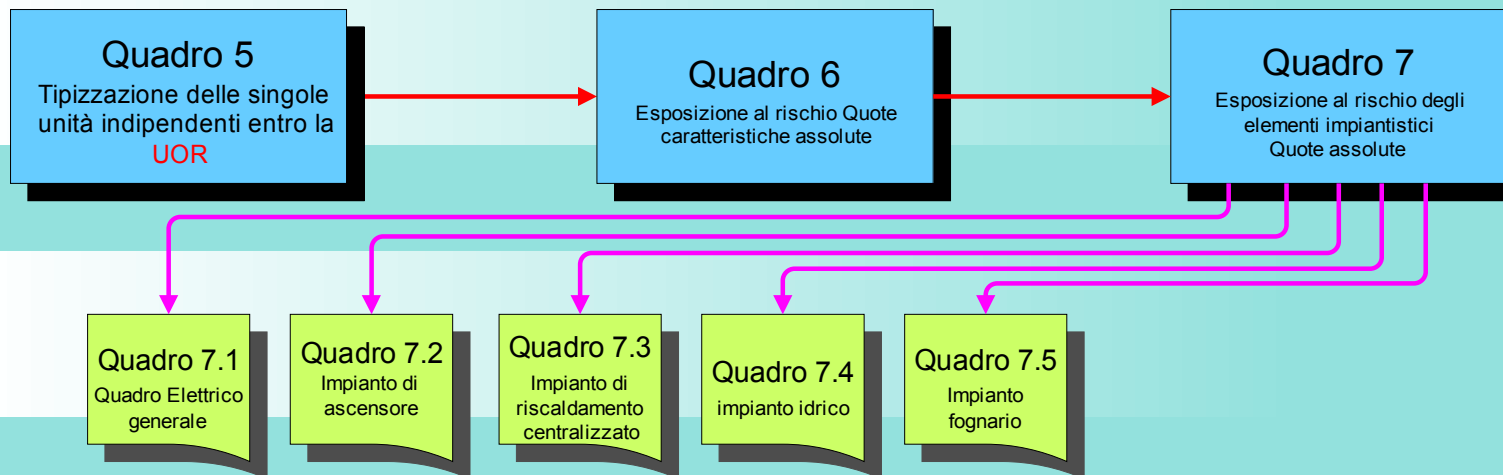 Quadro 5
Tipizzazione delle singole
unità indipendenti entro la
UOR
Quadro 6
Esposizione al rischio Quote
caratteristiche assolute
Quadro 7
Esposizione al rischio degli
elementi impiantistici
Quote assolute
Quadro 7.1
Quadro Elettrico
generale
Quadro 7.2
Impianto di
ascensore
Quadro 7.3
Impianto di
riscaldamento
centralizzato
Quadro 7.4
impianto idrico
Quadro 7.5
Impianto
fognario